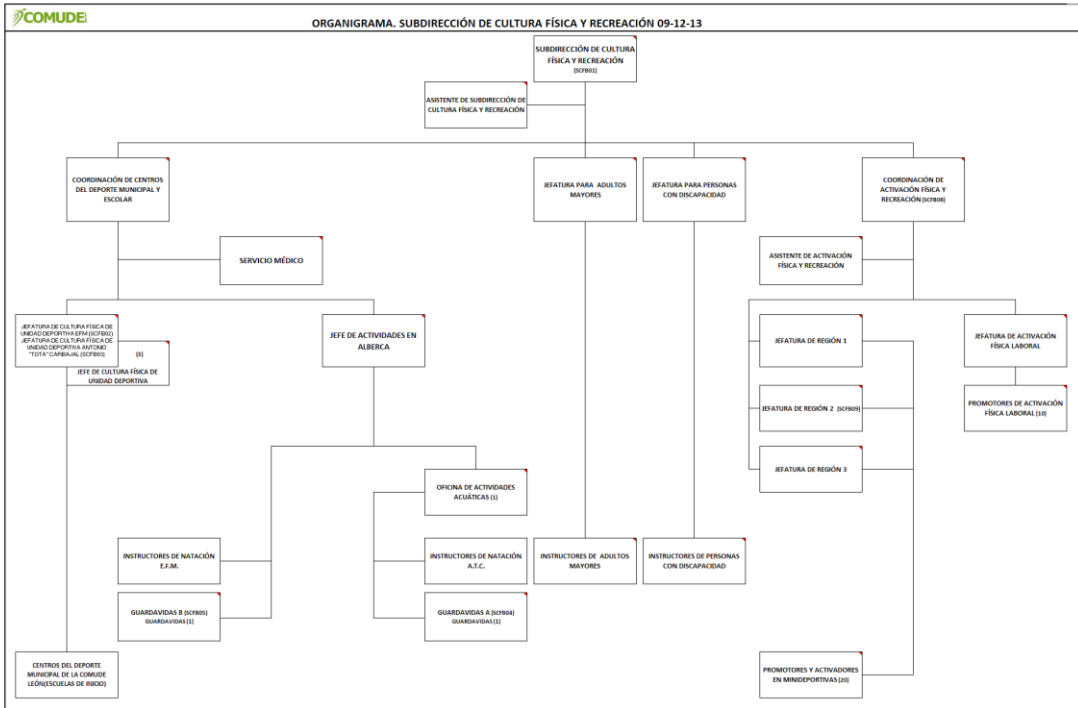 COMUDE
ORGANIGRAMA. SUBDIRECCIÓN DE CULTURA FÍSICA Y RECREACIÓN 09-12-13
SUBDIRECCIÓN DE CULTURA
FÍSICA Y RECREACIÓN
(SCFB01)
ASISTENTE DE SUBDIRECCIÓN DE
CULTURA FÍSICA Y RECREACIÓN
COORDINACIÓN DE CENTROS
DEL DEPORTE MUNICIPAL Y
ESCOLAR
JEFATURA PARA ADULTOS
MAYORES
JEFATURA PARA PERSONAS
CON DISCAPACIDAD
COORDINACIÓN DE
ACTIVACIÓN FÍSICA Y
RECREACIÓN (SCFB08)
SERVICIO MÉDICO
ASISTENTE DE ACTIVACIÓN
FÍSICA Y RECREACIÓN
JEFATURA DE CULTURA FÍSICA DE
UNIDAD DEPORTIVA EFM (SCFB02)
JEFATURA DE CULTURA FÍSICA DE
UNIDAD DEPORTIVA ANTONIO
"TOTA" CARBAJAL (SCFB03)
(3)
JEFE DE CULTURA FÍSICA DE
UNIDAD DEPORTIVA
JEFE DE ACTIVIDADES EN
ALBERCA
JEFATURA DE REGIÓN 1
JEFATURA DE ACTIVACIÓN
FÍSICA LABORAL
JEFATURA DE REGIÓN 2 (SCFB09)
PROMOTORES DE ACTIVACIÓN
FÍSICA LABORAL (10)
JEFATURA DE REGIÓN 3
OFICINA DE ACTIVIDADES
ACUÁTICAS (1)
INSTRUCTORES DE NATACIÓN
E.F.M.
INSTRUCTORES DE NATACIÓN
A.T.C.
INSTRUCTORES DE ADULTOS
MAYORES
INSTRUCTORES DE PERSONAS
CON DISCAPACIDAD
GUARDAVIDAS B (SCFB05)
GUARDAVIDAS (1)
GUARDAVIDAS A (SCFB04)
GUARDAVIDAS (1)
CENTROS DEL DEPORTE
MUNICIPAL DE LA COMUDE
LEÓN(ESCUELAS DE INICIO)
PROMOTORES Y ACTIVADORES
EN MINIDEPORTIVAS (20)